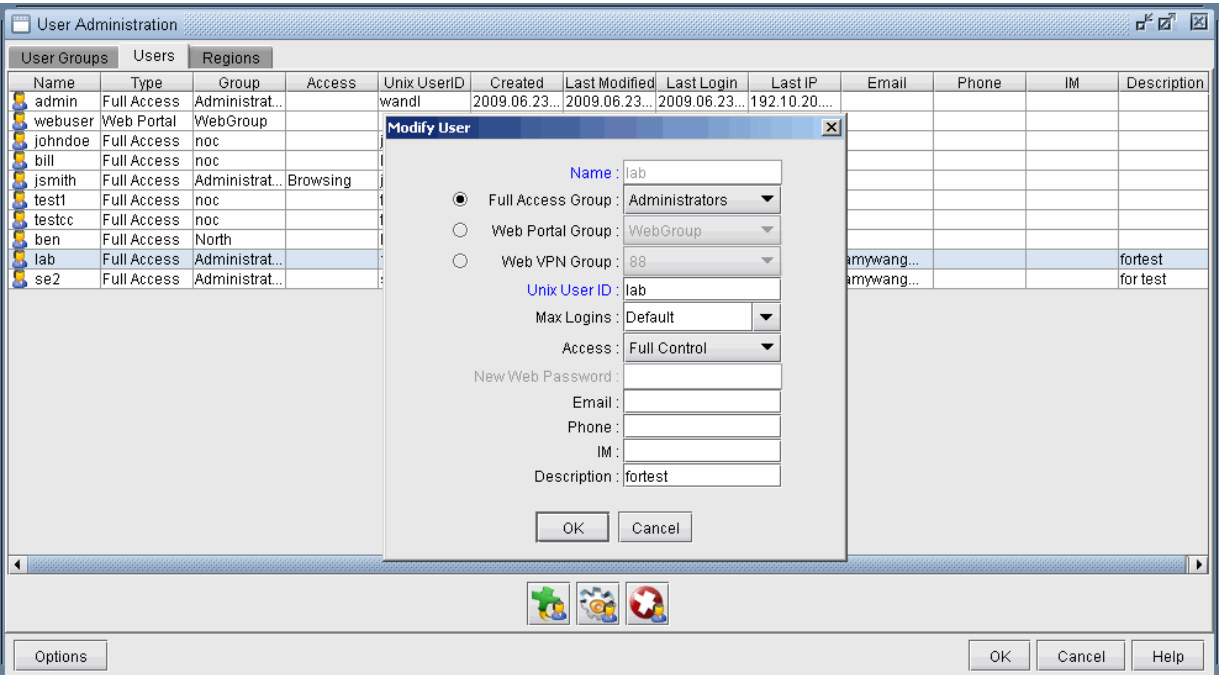 User Administration
User Groups Users Regions
Name Type Group Access Unix UserID Created Last Modified Last Login Last IP Email Phone IM Description
admin Full Access Administrat... wandl 2009.06.23... 2009.06.23... 2009.06.23... 192.10.20....
webuser Web Portal WebGroup
johndoe Full Access noc
bill Full Access noc
jsmith Full Access Administrat... Browsing
test1 Full Access noc
testcc Full Access noc
ben Full Access North
lab Full Access Administrat... amywang... fortest
se2 Full Access Administrat... amywang... for test
Modify User
Name : lab
Full Access Group : Administrators
Web Portal Group : WebGroup
Web VPN Group : 88
Unix User ID : lab
Max Logins : Default
Access : Full Control
New Web Password :
Email :
Phone :
IM :
Description : fortest
OK Cancel
Options OK Cancel Help